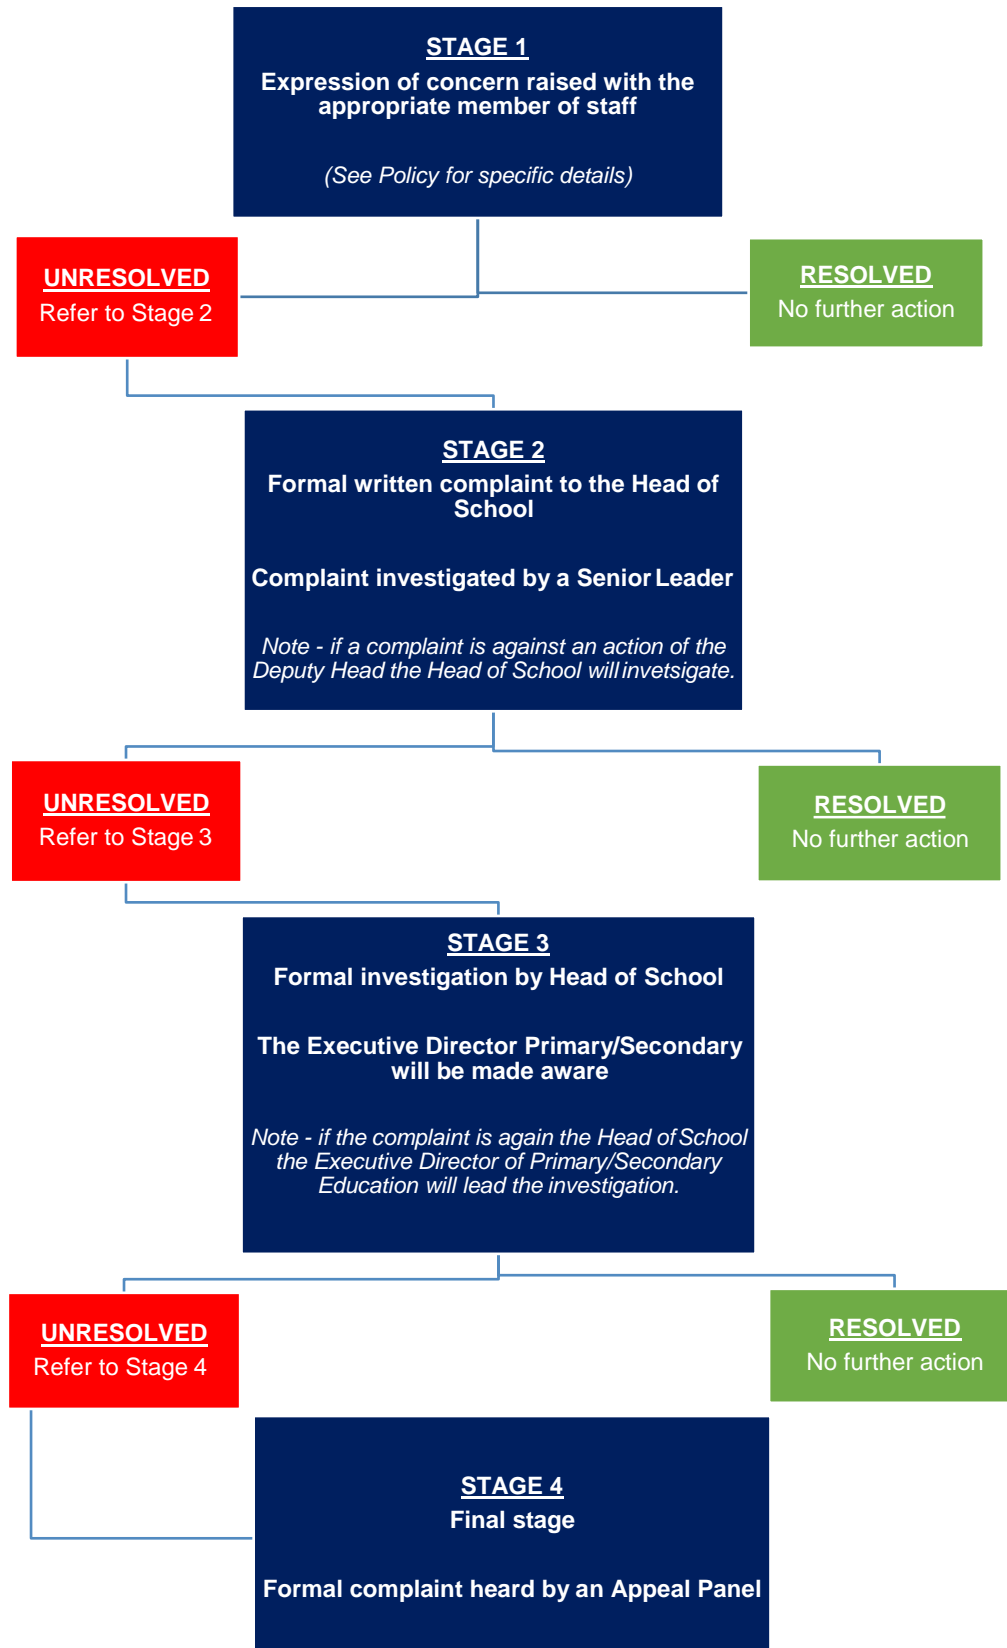 STAGE 1
Expression of concern raised with the
appropriate member of staff
(See Policy for specific details)
UNRESOLVED
Refer to Stage 2
RESOLVED
No further action
STAGE 2
Formal written complaint to the Head of
School
Complaint investigated by a Senior Leader
Note - if a complaint is against an action of the
Deputy Head the Head of School will invetsigate.
UNRESOLVED
Refer to Stage 3
RESOLVED
No further action
STAGE 3
Formal investigation by Head of School
The Executive Director Primary/Secondary
will be made aware
Note - if the complaint is again the Head of School
the Executive Director of Primary/Secondary
Education will lead the investigation.
UNRESOLVED
Refer to Stage 4
RESOLVED
No further action
STAGE 4
Final stage
Formal complaint heard by an Appeal Panel